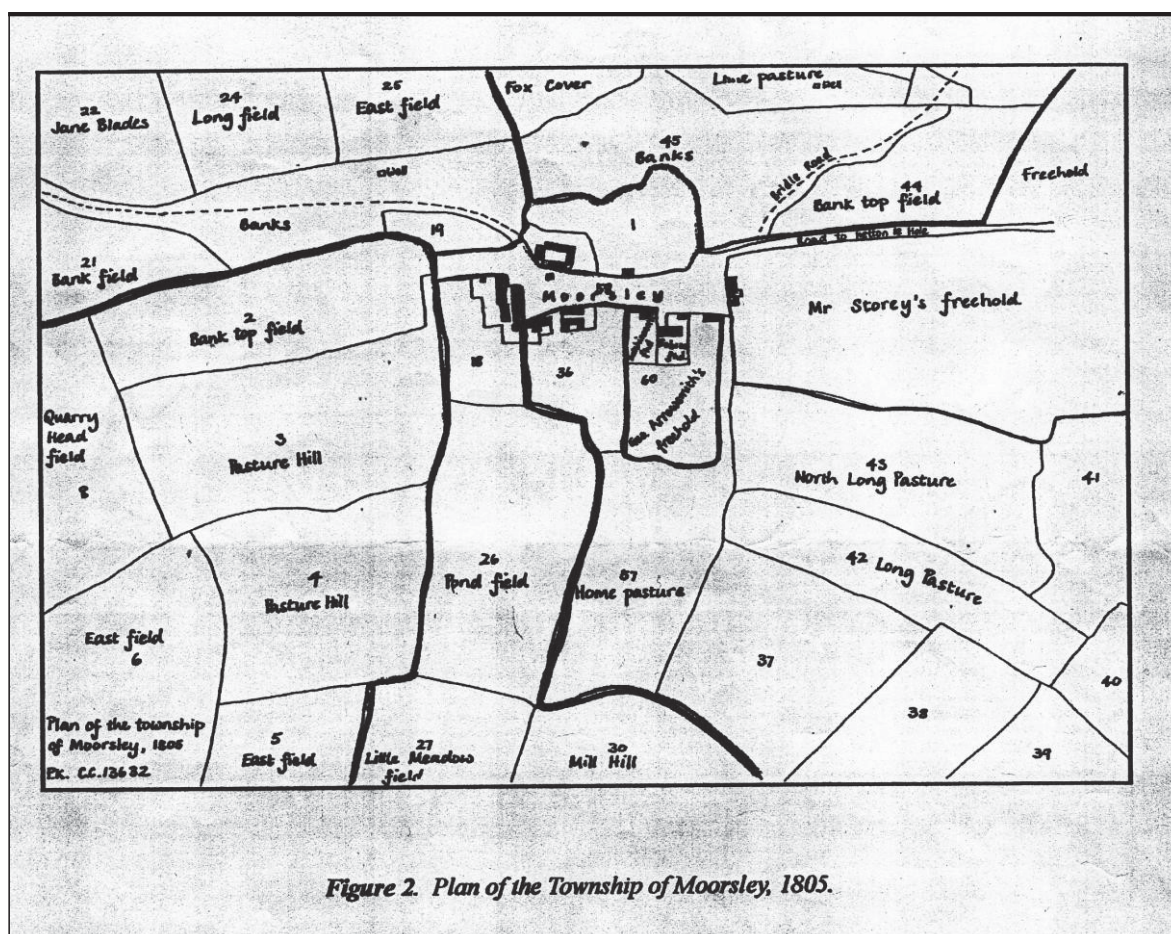 22
Jane Blades
24
Long field
25
East field
Fox Cover
Lime pasture
Well
45
Banks
Bridle Road
44
Bank top field
Freehold
Road to Hetton le Hole
Banks
19
1
21
Bank field
58
Moorsley
2
Bank top field
Mr Storey's freehold
18
36
60
freehold
Quarry
Head
field
8
3
Pasture Hill
43
North Long Pasture
41
4
Pasture Hill
26
Pond field
57
Home pasture
42 Long Pasture
East field
6
37
38
40
39
Plan of the township
of Moorsley, 1805
Ex. C.C.13632
5
East field
27
Little Meadow
field
30
Mill Hill
Figure 2. Plan of the Township of Moorsley, 1805.